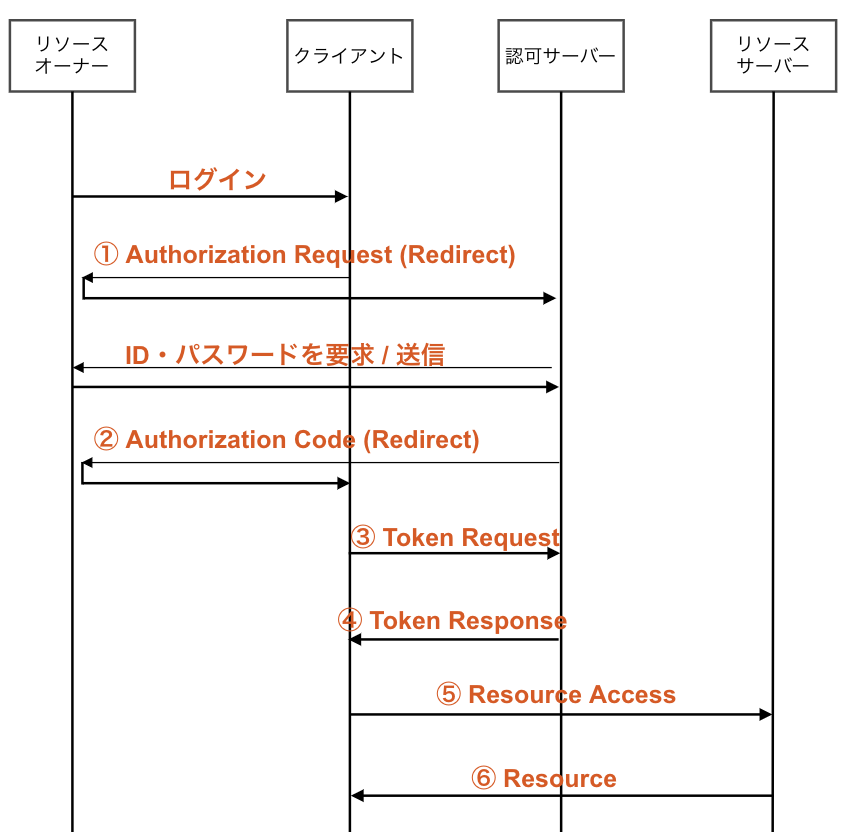 リソース
オーナー
クライアント
認可サーバー
リソース
サーバー
ログイン
① Authorization Request (Redirect)
ID・パスワードを要求 / 送信
② Authorization Code (Redirect)
③ Token Request
④ Token Response
⑤ Resource Access
⑥ Resource